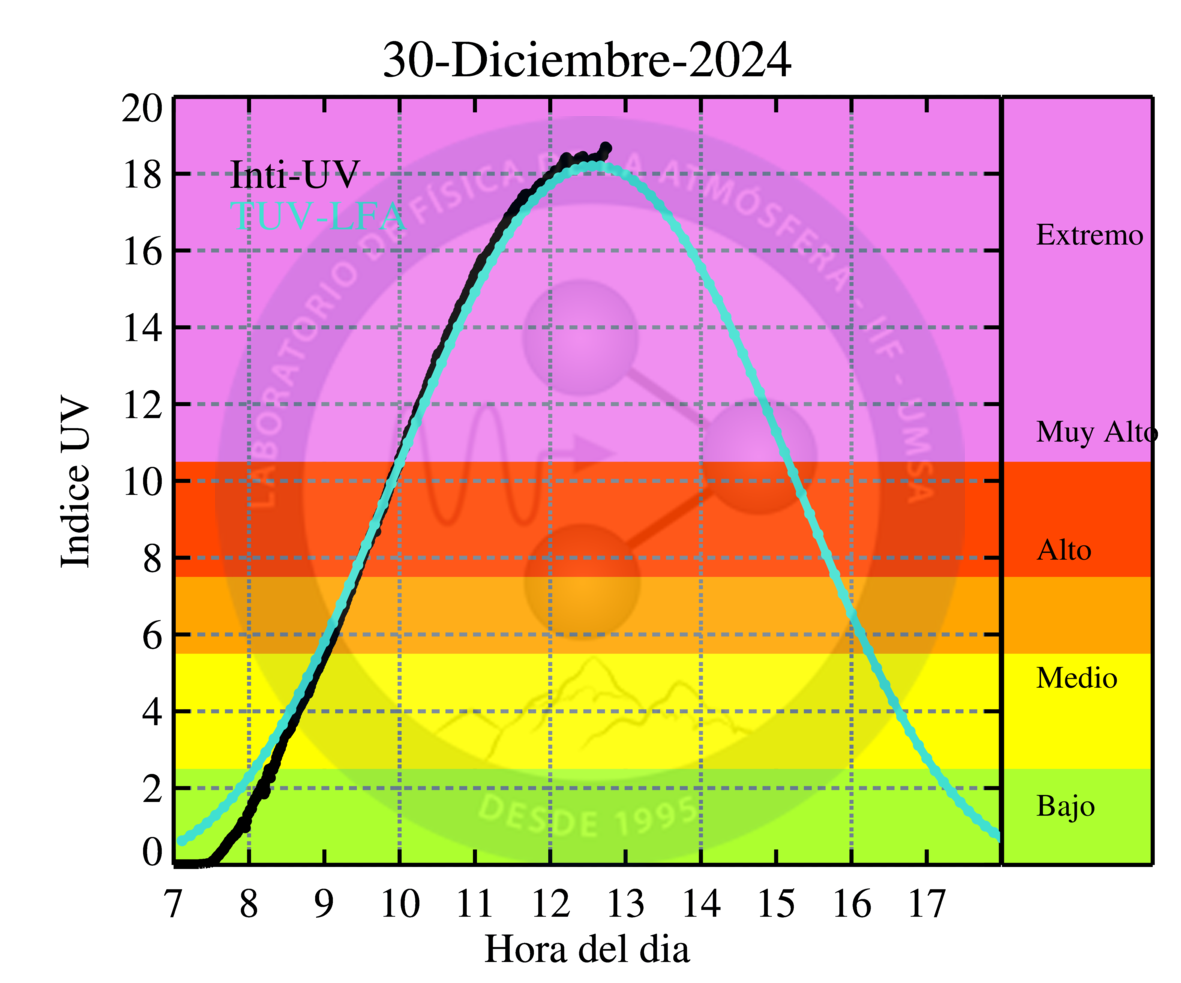 30-Diciembre-2024
20
18
16
14
12
10
8
6
4
2
0
Indice UV
Inti-UV
TUV-LFA
LABORATORIO DE FÍSICA DE LA ATMÓSFERA - IIF - UMSA
DESDE 1995
Extremo
Muy Alto
Alto
Medio
Bajo
7 8 9 10 11 12 13 14 15 16 17
Hora del dia